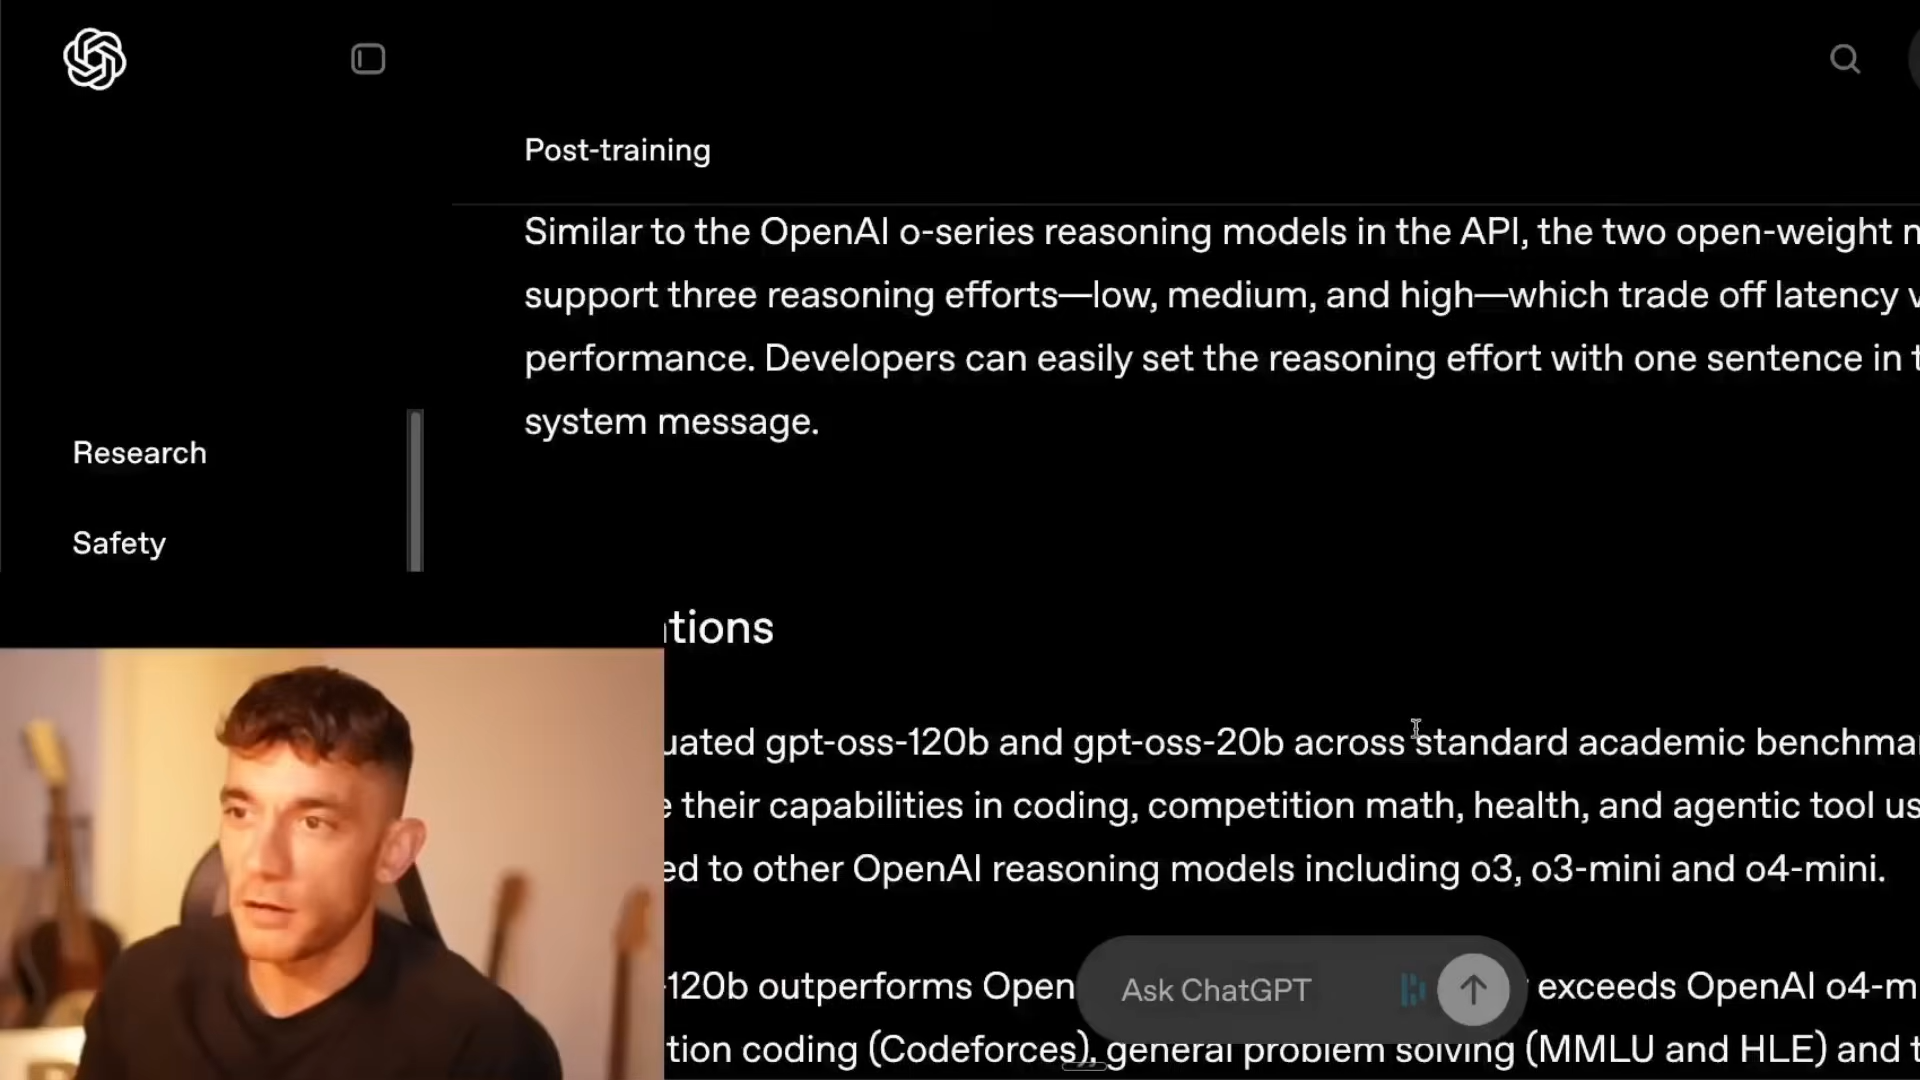 Post-training
Similar to the OpenAI o-series reasoning models in the API, the two open-weight
support three reasoning efforts—low, medium, and high—which trade off latency
performance. Developers can easily set the reasoning effort with one sentence in
system message.
Research
Safety
tions
uated gpt-oss-120b and gpt-oss-20b across standard academic benchma
e their capabilities in coding, competition math, health, and agentic tool us
ed to other OpenAI reasoning models including o3, o3-mini and o4-mini.
-120b outperforms Open
Ask ChatGPT
exceeds OpenAI o4-m
tion coding (Codeforces), general problem solving (MMLU and HLE) and t